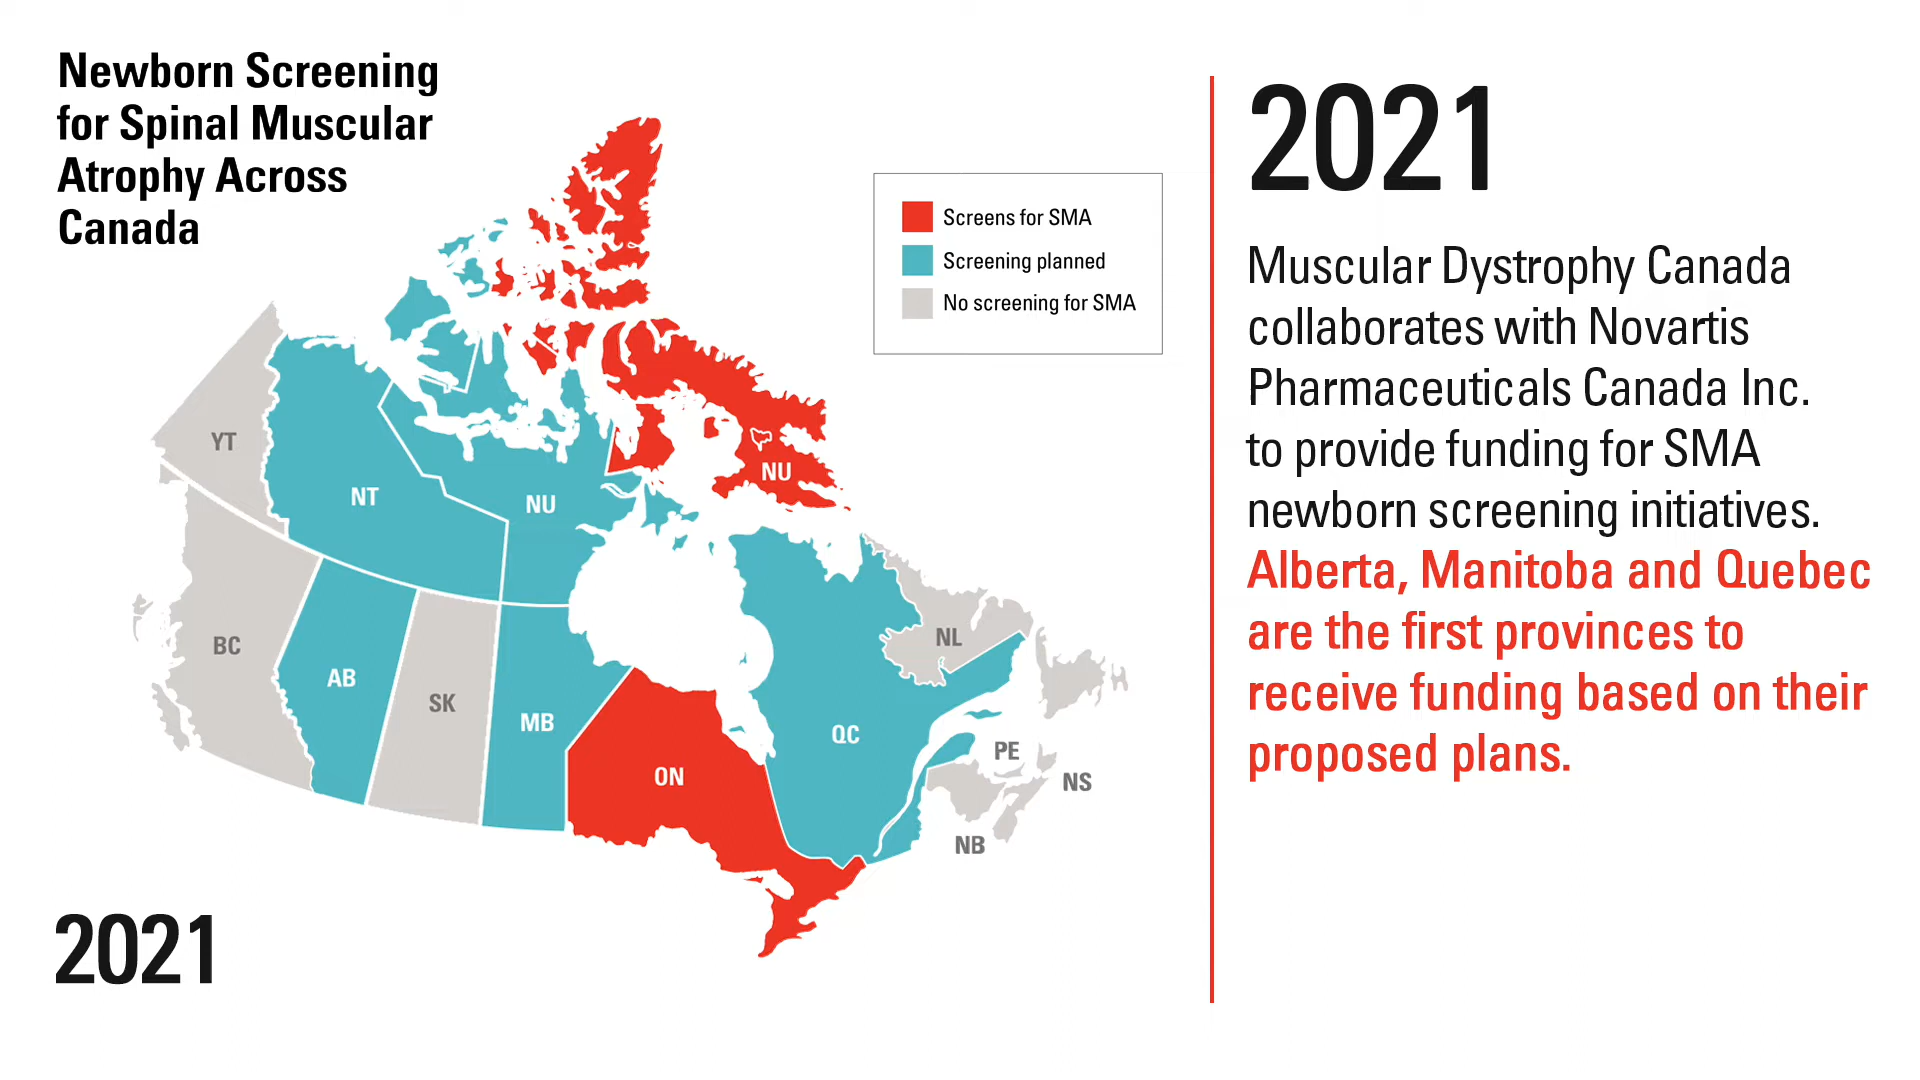 Newborn Screening
for Spinal Muscular
Atrophy Across
Canada
Screens for SMA
Screening planned
No screening for SMA
YT
NT
NU
NU
BC
AB
SK
MB
ON
QC
NL
PE
NS
NB
2021
2021
Muscular Dystrophy Canada
collaborates with Novartis
Pharmaceuticals Canada Inc.
to provide funding for SMA
newborn screening initiatives.
Alberta, Manitoba and Quebec
are the first provinces to
receive funding based on their
proposed plans.